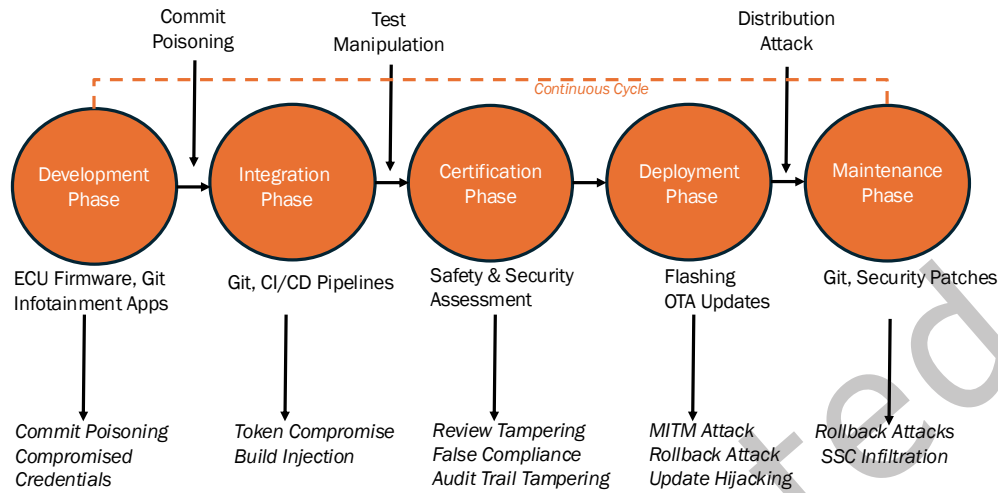 Commit
Poisoning
Test
Manipulation
Distribution
Attack
Continuous Cycle
Development
Phase
Integration
Phase
Certification
Phase
Deployment
Phase
Maintenance
Phase
ECU Firmware, Git
Infotainment Apps
Git, CI/CD Pipelines
Safety & Security
Assessment
Flashing
OTA Updates
Git, Security Patches
Commit Poisoning
Compromised
Credentials
Token Compromise
Build Injection
Review Tampering
False Compliance
Audit Trail Tampering
MITM Attack
Rollback Attack
Update Hijacking
Rollback Attacks
SSC Infiltration